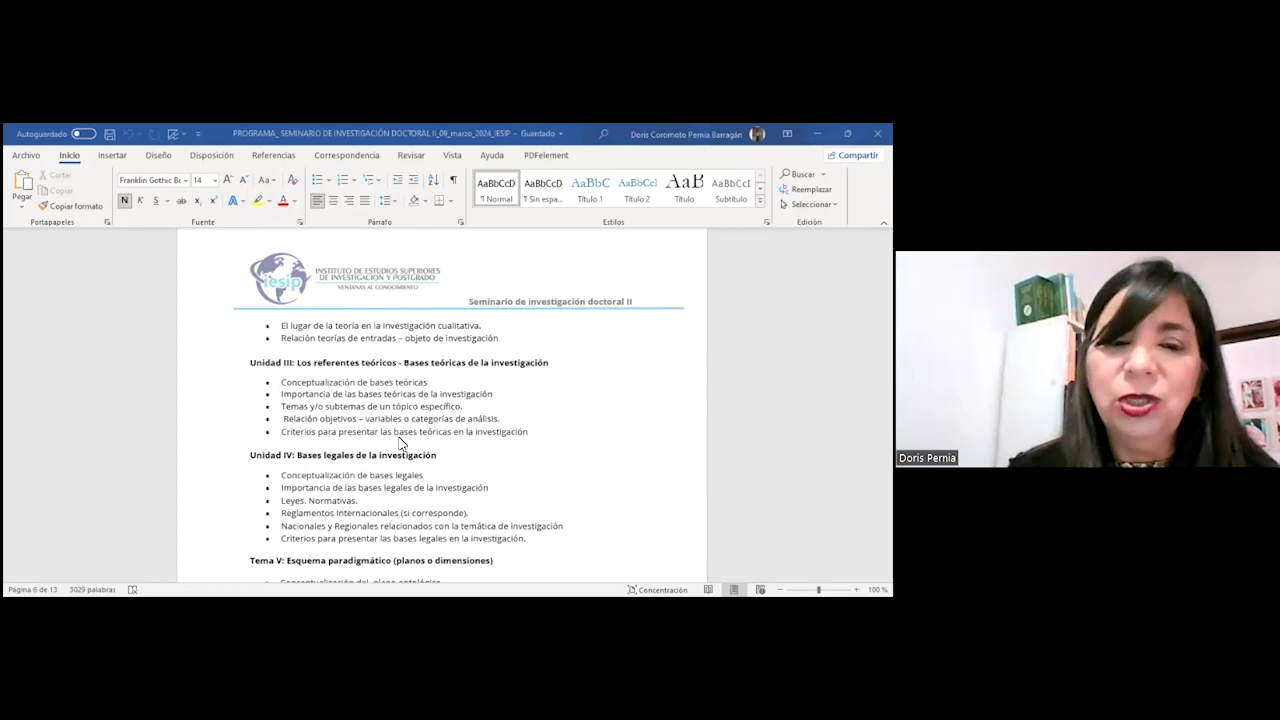 Autoguardado
PROGRAMA_ SEMINARIO DE INVESTIGACIÓN DOCTORAL II_09_marzo_2024_IESIP - Guardado
Doris Coromoto Pernia Barragán
Archivo Inicio Insertar Diseño Disposición Referencias Correspondencia Revisar Vista Ayuda PDFelement Compartir
Pegar
Cortar
Copiar
Copiar formato
Portapapeles
Franklin Gothic B 14
N K S ab
Fuente
Párrafo
AaBbCcD AaBbCcD AaBbC AaBbCcI AaB AaBbCcI
¶ Normal ¶ Sin espa... Título 1 Título 2 Título Subtítulo
Estilos
Buscar
Reemplazar
Seleccionar
Edición
iesip
INSTITUTO DE ESTUDIOS SUPERIORES
DE INVESTIGACIÓN Y POSTGRADO
VENTANAS AL CONOCIMIENTO
Seminario de investigación doctoral II
• El lugar de la teoría en la investigación cualitativa.
• Relación teorías de entradas – objeto de investigación
Unidad III: Los referentes teóricos - Bases teóricas de la investigación
• Conceptualización de bases teóricas
• Importancia de las bases teóricas de la investigación
• Temas y/o subtemas de un tópico específico.
• Relación objetivos – variables o categorías de análisis.
• Criterios para presentar las bases teóricas en la investigación
Unidad IV: Bases legales de la investigación
• Conceptualización de bases legales
• Importancia de las bases legales de la investigación
• Leyes. Normativas.
• Reglamentos Internacionales (si corresponde),
• Nacionales y Regionales relacionados con la temática de investigación
• Criterios para presentar las bases legales en la investigación.
Tema V: Esquema paradigmático (planos o dimensiones)
• Conceptualización del plano ontológico
Página 6 de 13 3029 palabras
Concentración
100 %
Doris Pernia